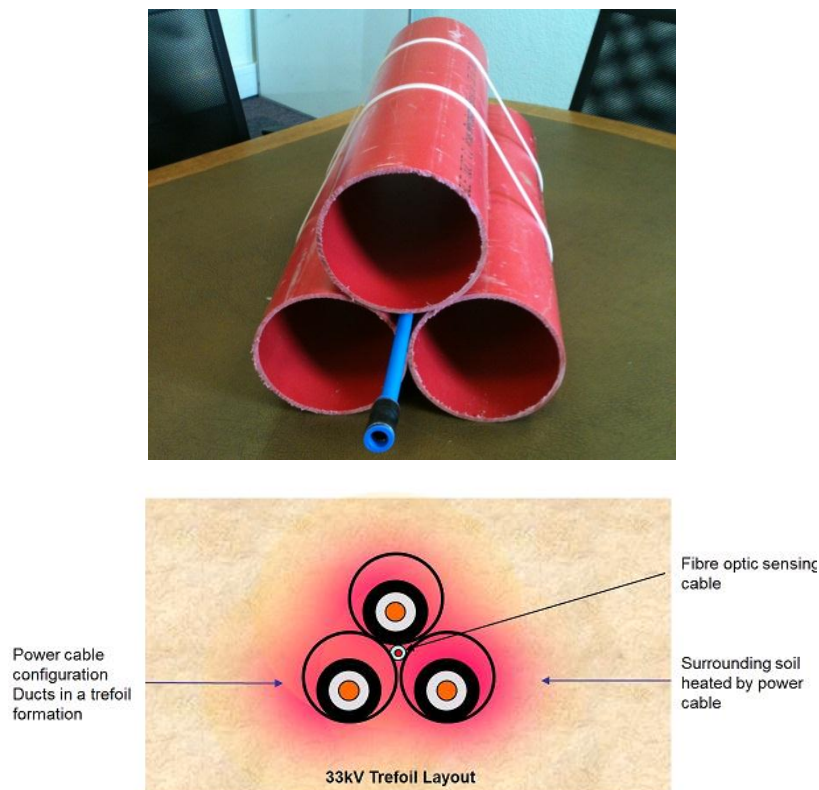 Fibre optic sensing
cable
Power cable
configuration
Ducts in a trefoil
formation
Surrounding soil
heated by power
cable
33kV Trefoil Layout